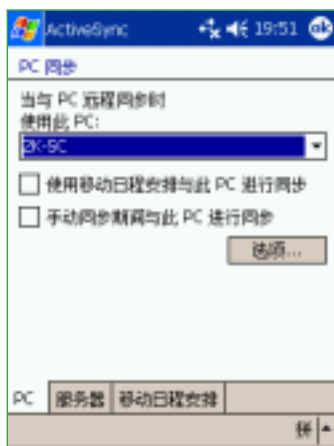 ActiveSync 19:51 ok
PC 同步
当与 PC 远程同步时
使用此 PC:
2K-SC
使用移动日程安排与此 PC 进行同步
手动同步期间与此 PC 进行同步
选项...
PC 服务器 移动日程安排
拼